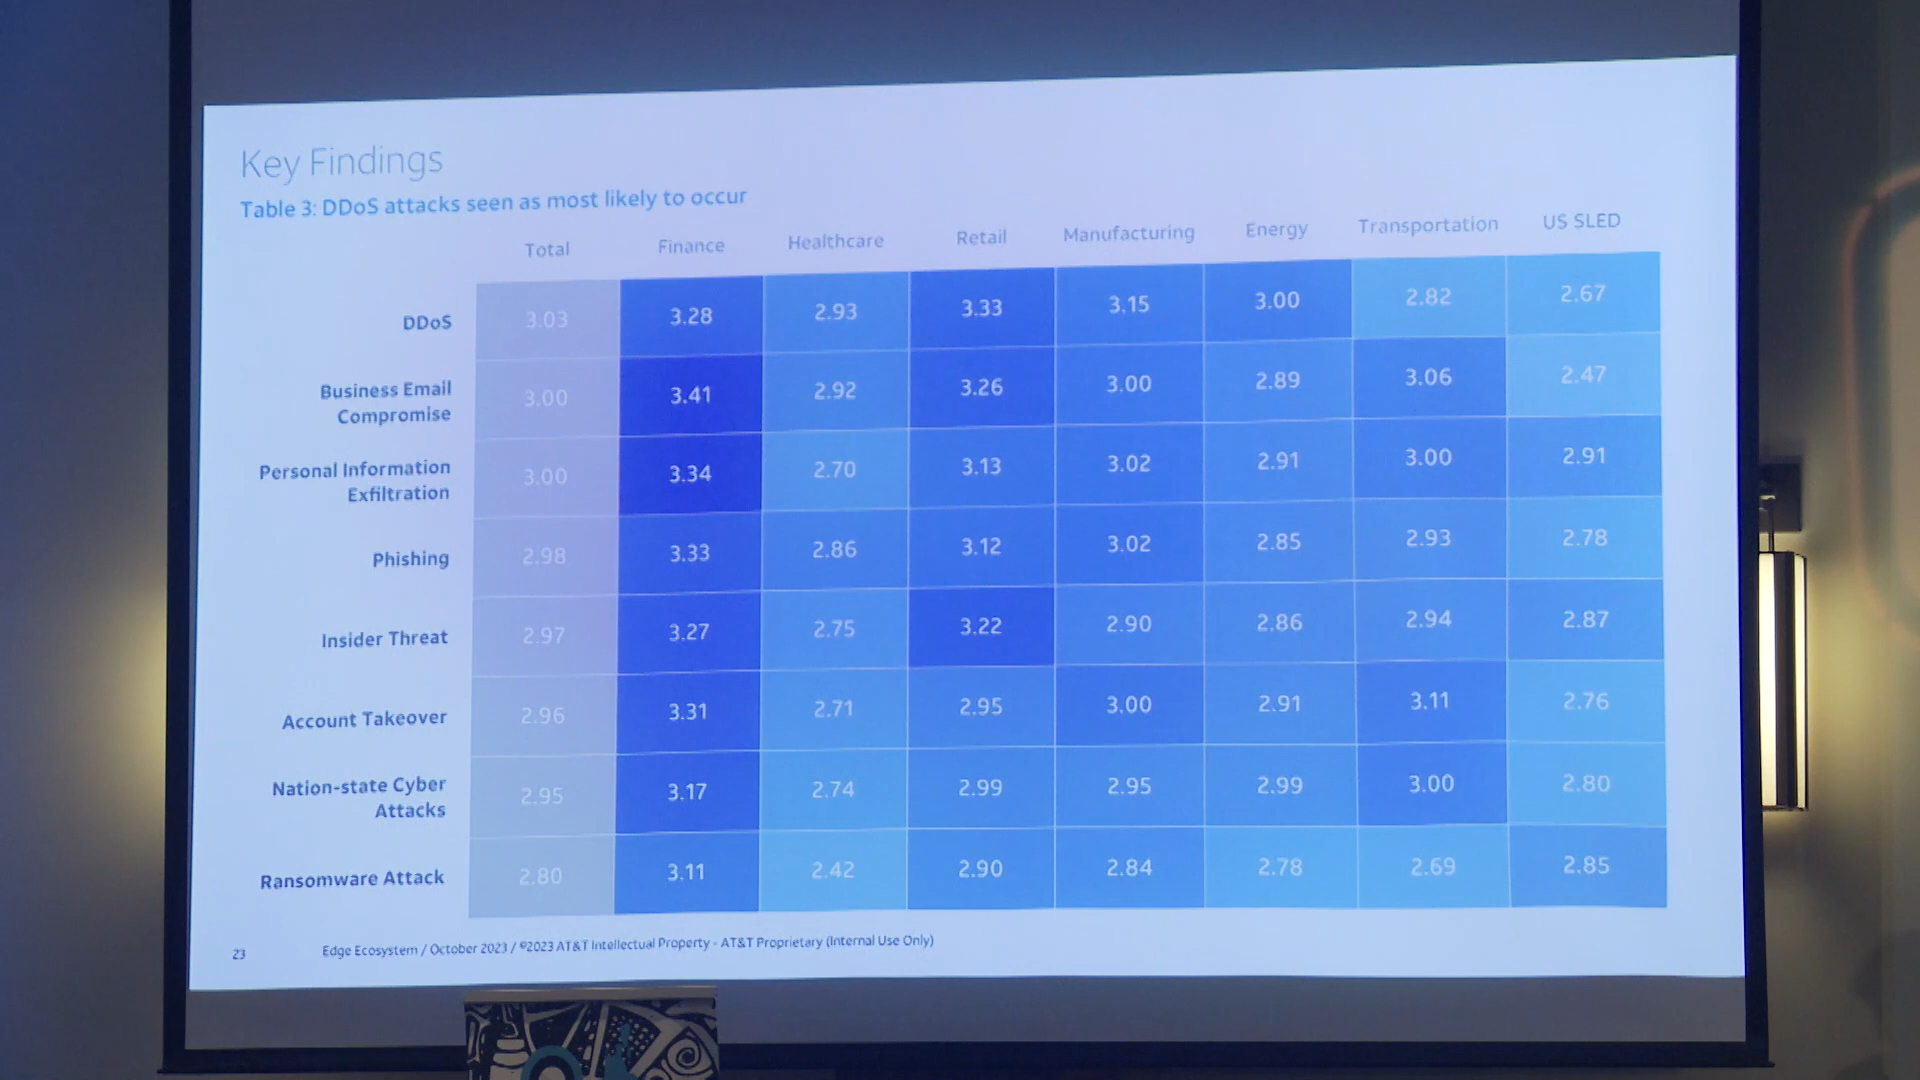 Key Findings
Table 3: DDoS attacks seen as most likely to occur
Total Finance Healthcare Retail Manufacturing Energy Transportation US SLED
DDoS 3.03 3.28 2.93 3.33 3.15 3.00 2.82 2.67
Business Email
Compromise 3.00 3.41 2.92 3.26 3.00 2.89 3.06 2.47
Personal Information
Exfiltration 3.00 3.34 2.70 3.13 3.02 2.91 3.00 2.91
Phishing 2.98 3.33 2.86 3.12 3.02 2.85 2.93 2.78
Insider Threat 2.97 3.27 2.75 3.22 2.90 2.86 2.94 2.87
Account Takeover 2.96 3.31 2.71 2.95 3.00 2.91 3.11 2.76
Nation-state Cyber
Attacks 2.95 3.17 2.74 2.99 2.95 2.99 3.00 2.80
Ransomware Attack 2.80 3.11 2.42 2.90 2.84 2.78 2.69 2.85
23 Edge Ecosystem / October 2023 / ©2023 AT&T Intellectual Property - AT&T Proprietary (Internal Use Only)